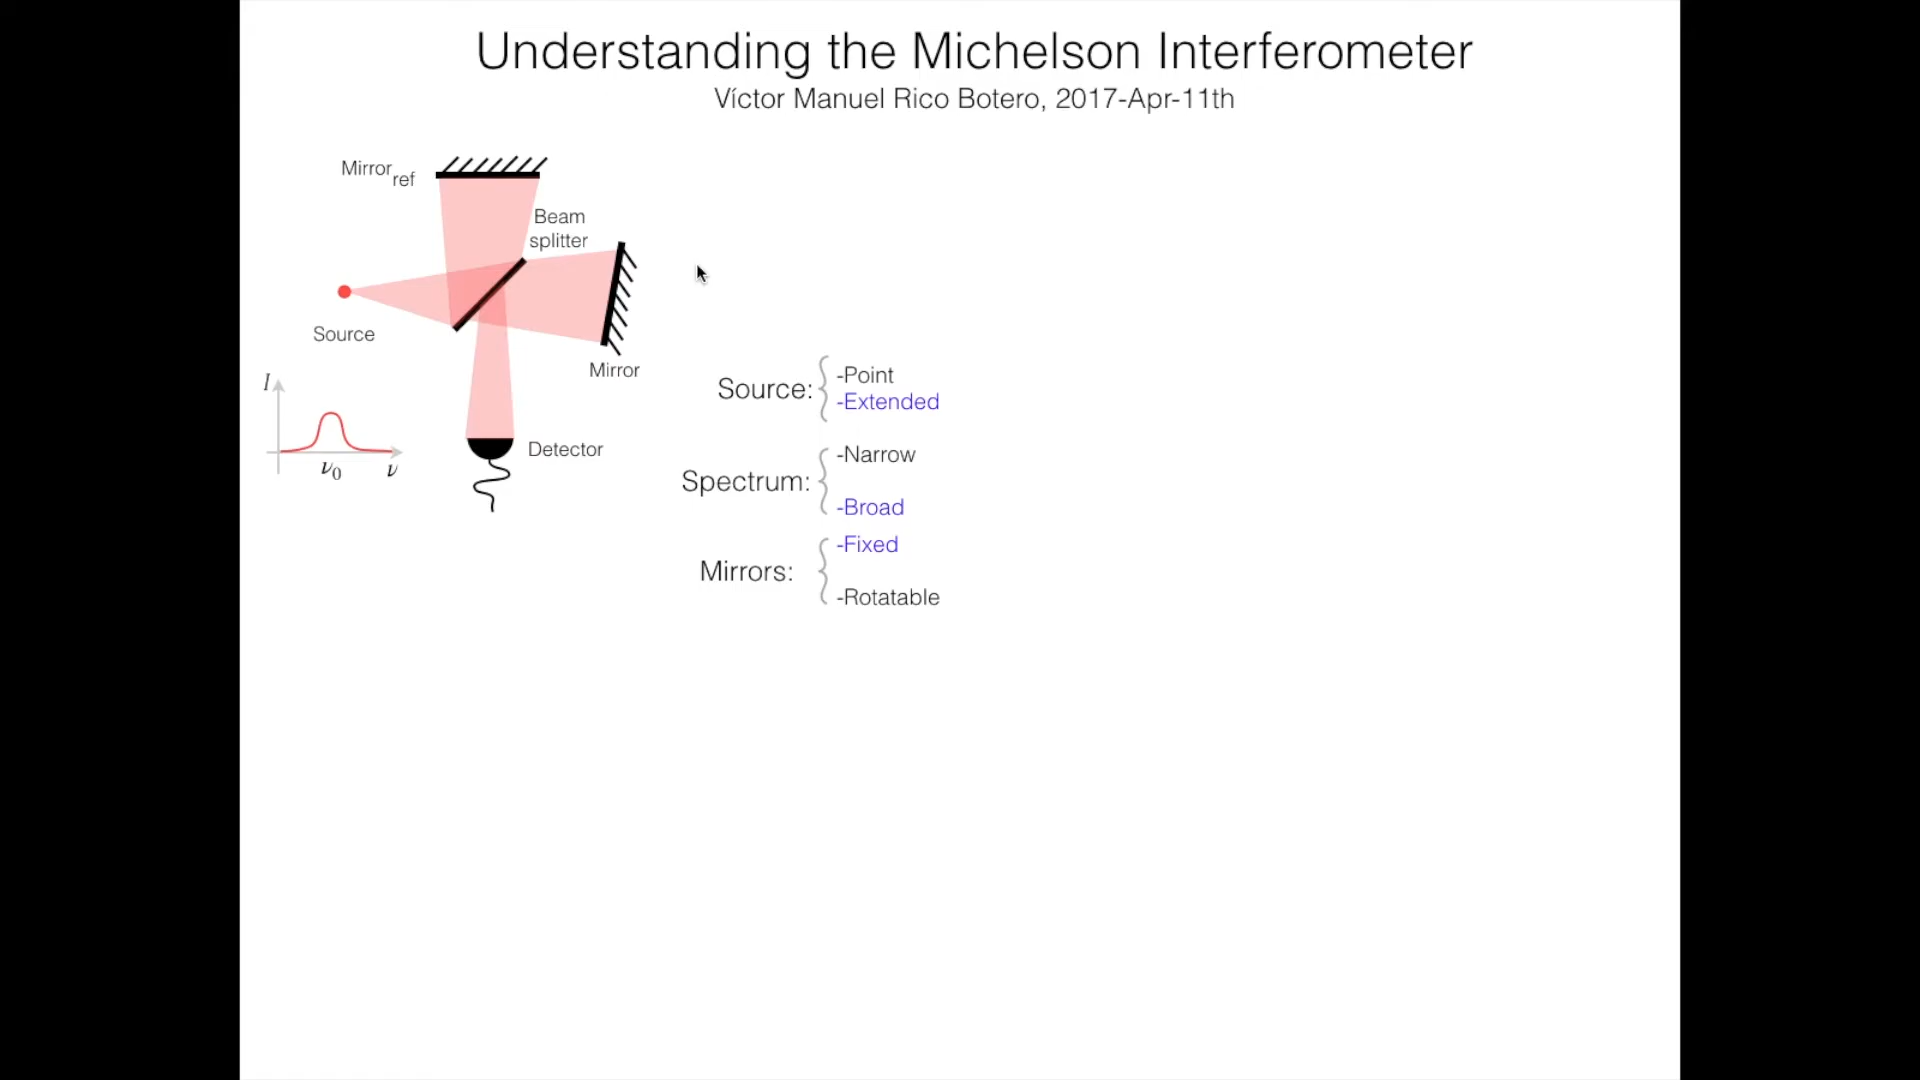 Understanding the Michelson Interferometer
Víctor Manuel Rico Botero, 2017-Apr-11th
Mirror ref
Beam
splitter
Source
Mirror
I
ν0
ν
Detector
Source:
-Point
-Extended
Spectrum:
-Narrow
-Broad
Mirrors:
-Fixed
-Rotatable